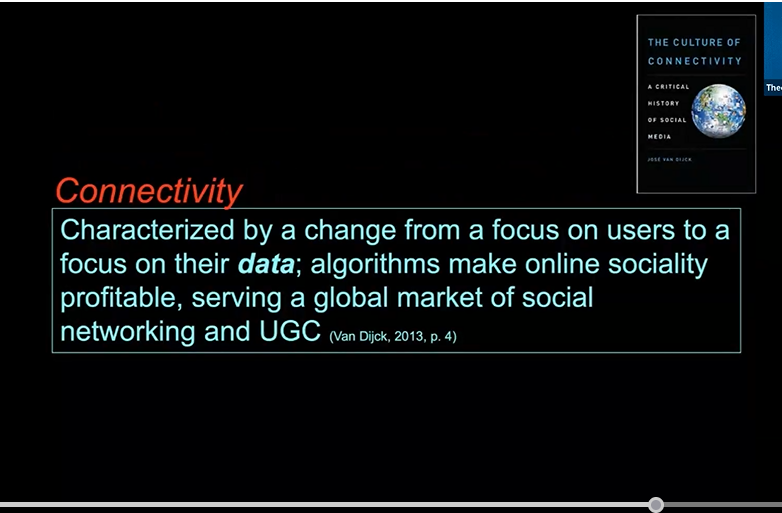 THE CULTURE OF
CONNECTIVITY
A CRITICAL
HISTORY
OF SOCIAL
MEDIA
JOSÉ VAN DIJCK
Connectivity
Characterized by a change from a focus on users to a
focus on their data; algorithms make online sociality
profitable, serving a global market of social
networking and UGC (Van Dijck, 2013, p. 4)